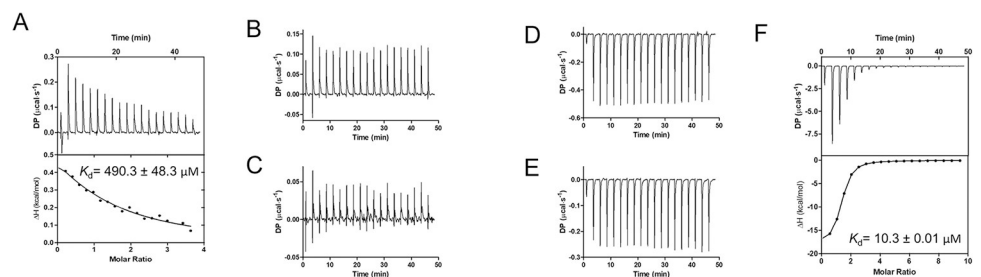 A
Time (min)
0 20 40
0.3
0.2
0.1
0.0
DP (μcal·s⁻¹)
0.5
0.4
0.3
0.2
0.1
0.0
ΔH (kcal/mol)
Kd= 490.3 ± 48.3 μM
0 1 2 3 4
Molar Ratio
B
0.15
0.10
0.05
0.00
-0.05
DP (μcal·s⁻¹)
0 10 20 30 40 50
Time (min)
C
0.05
0.00
-0.05
DP (μcal·s⁻¹)
0 10 20 30 40 50
Time (min)
D
0.0
-0.2
-0.4
-0.6
DP (μcal·s⁻¹)
0 10 20 30 40 50
Time (min)
E
0.0
-0.1
-0.2
-0.3
DP (μcal·s⁻¹)
0 10 20 30 40 50
Time (min)
F
Time (min)
0 10 20 30 40 50
0.0
-2.5
-5.0
-7.5
DP (μcal·s⁻¹)
0
-5
-10
-15
-20
ΔH (kcal/mol)
Kd= 10.3 ± 0.01 μM
0 2 4 6 8 10
Molar Ratio